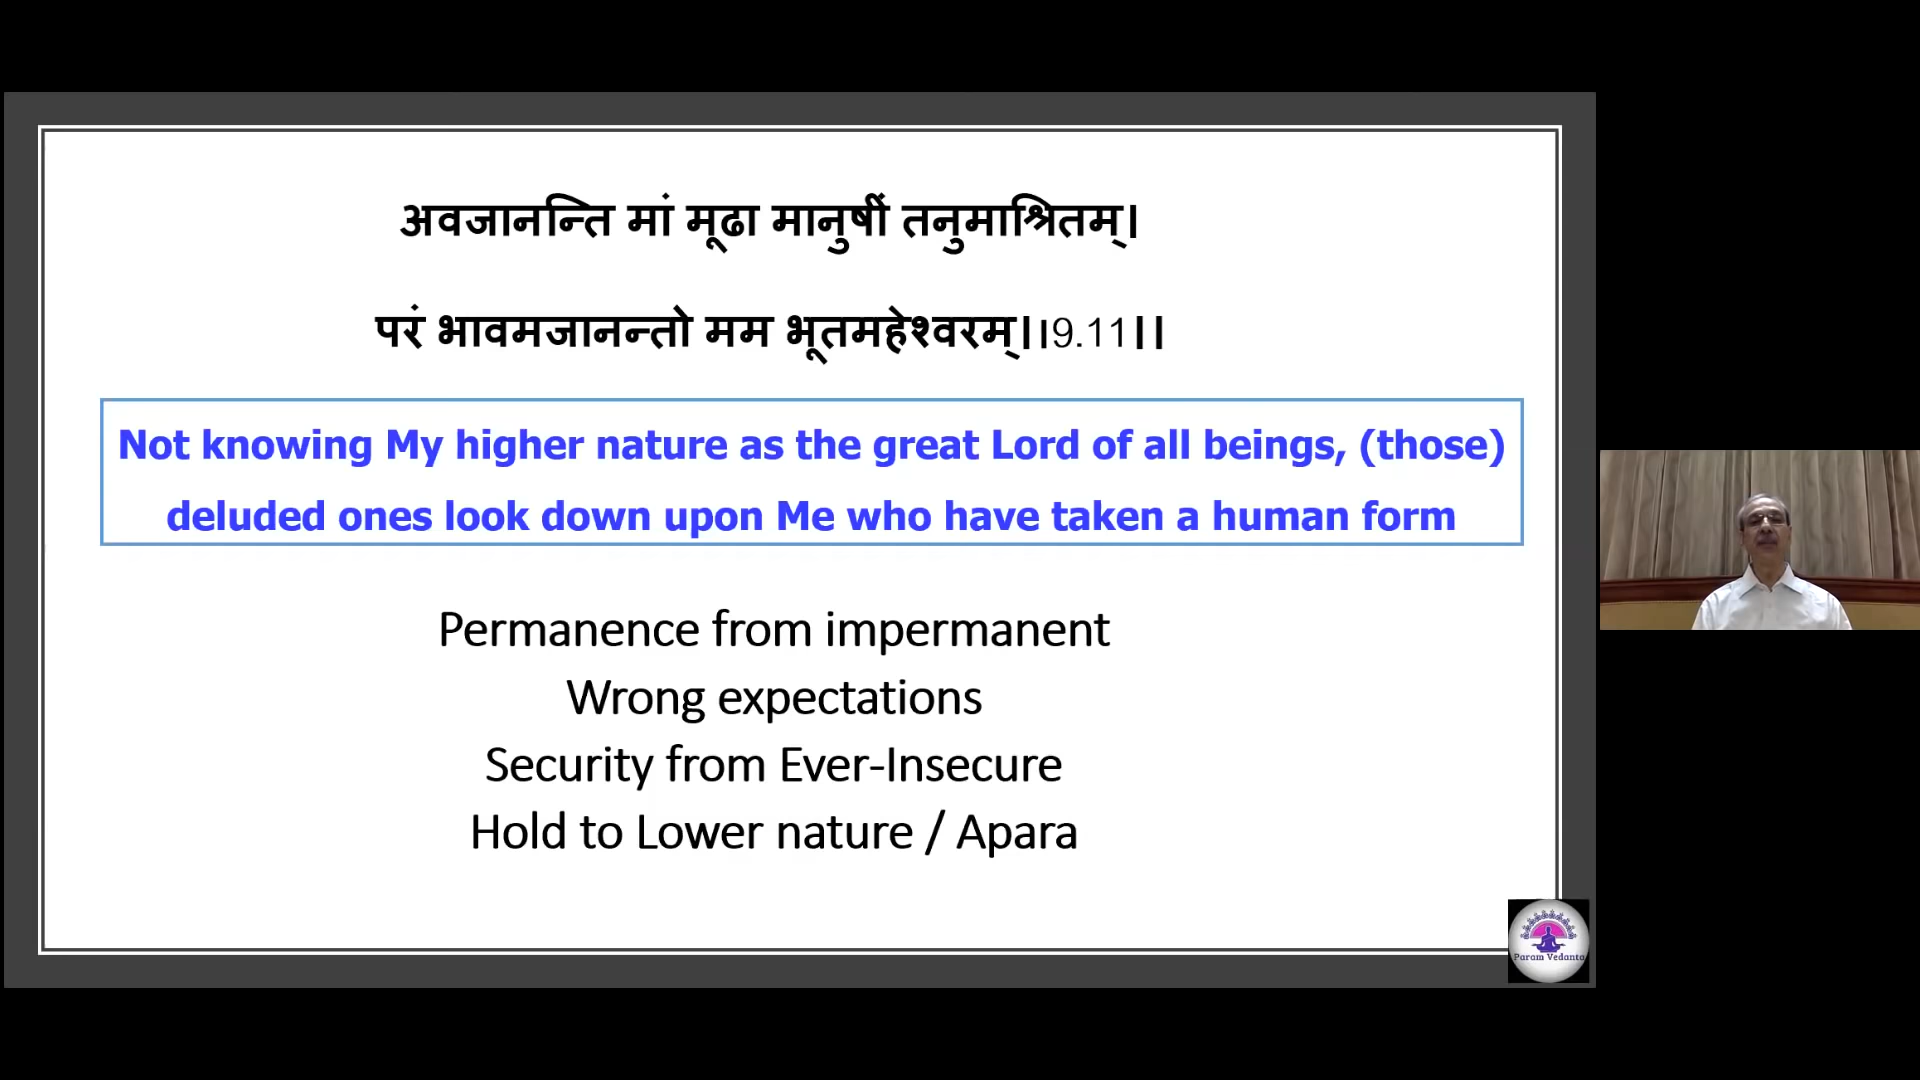 अवजानन्ति मां मूढा मानुषीं तनुमाश्रितम्।
परं भावमजानन्तो मम भूतमहेश्वरम्।।9.11।।
Not knowing My higher nature as the great Lord of all beings, (those)
deluded ones look down upon Me who have taken a human form
Permanence from impermanent
Wrong expectations
Security from Ever-Insecure
Hold to Lower nature / Apara
Param Vedanta